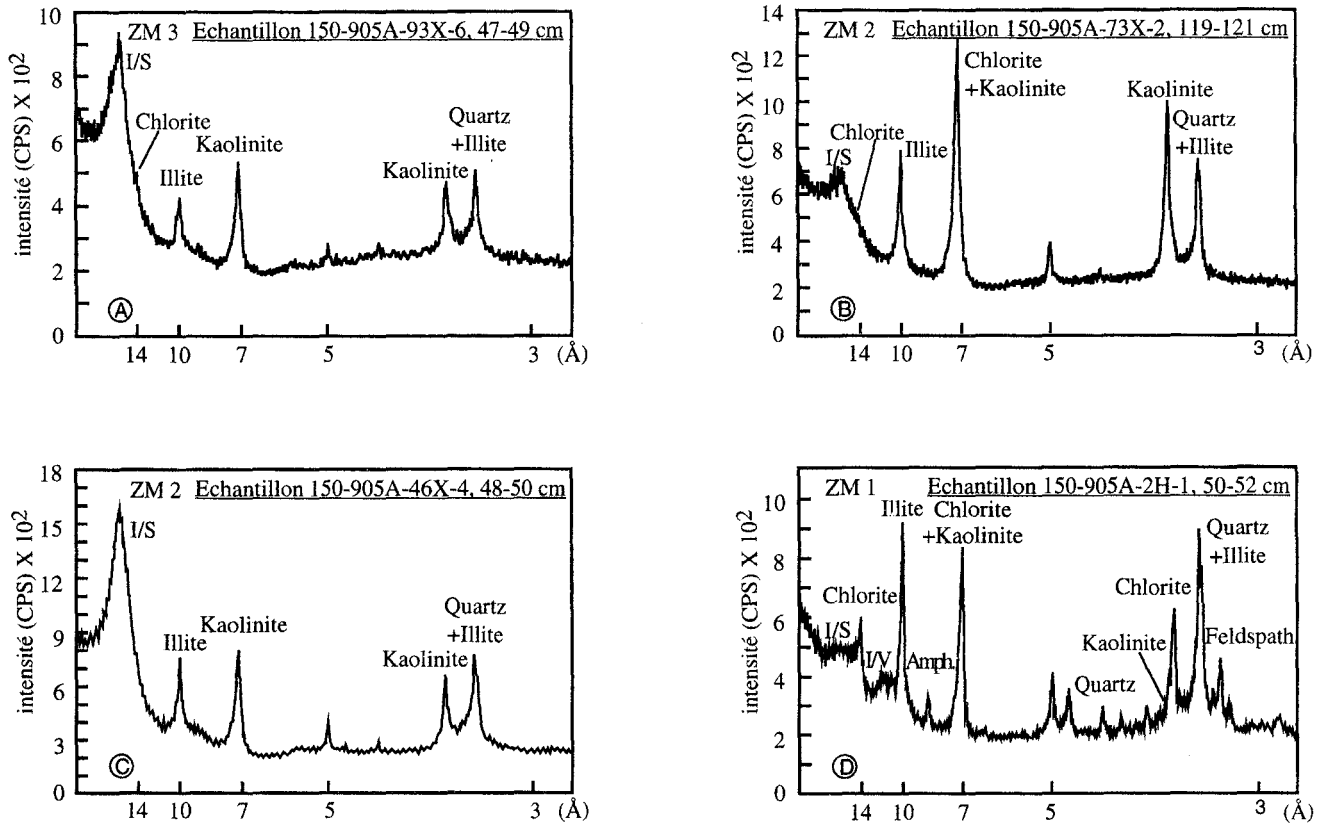 ZM 3 Echantillon 150-905A-93X-6, 47-49 cm
intensité (CPS) X 10²
10
8
6
4
2
0
I/S
Chlorite
Illite
Kaolinite
Kaolinite
Quartz
+Illite
A
14 10 7 5 3 (Å)
ZM 2 Echantillon 150-905A-73X-2, 119-121 cm
intensité (CPS) X 10²
14
12
10
8
6
4
2
0
I/S
Chlorite
Illite
Chlorite
+Kaolinite
Kaolinite
Quartz
+Illite
B
14 10 7 5 3 (Å)
ZM 2 Echantillon 150-905A-46X-4, 48-50 cm
intensité (CPS) X 10²
18
16
12
9
6
3
0
I/S
Illite
Kaolinite
Kaolinite
Quartz
+Illite
C
14 10 7 5 3 (Å)
ZM 1 Echantillon 150-905A-2H-1, 50-52 cm
intensité (CPS) X 10²
10
8
6
4
2
0
Chlorite
I/S
I/V
Illite
Amph.
Chlorite
+Kaolinite
Quartz
Kaolinite
Chlorite
Quartz
+Illite
Feldspath.
D
14 10 7 5 3 (Å)